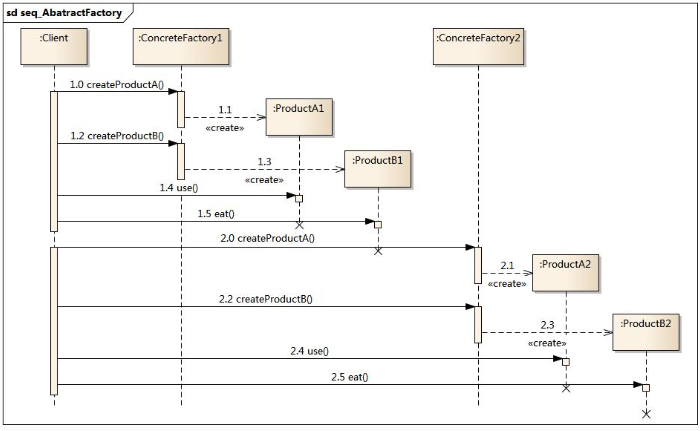 sd seq_AbatractFactory
:Client
:ConcreteFactory1
:ConcreteFactory2
1.0 createProductA()
1.1
«create»
:ProductA1
1.2 createProductB()
1.3
«create»
:ProductB1
1.4 use()
1.5 eat()
2.0 createProductA()
2.1
«create»
:ProductA2
2.2 createProductB()
2.3
«create»
:ProductB2
2.4 use()
2.5 eat()